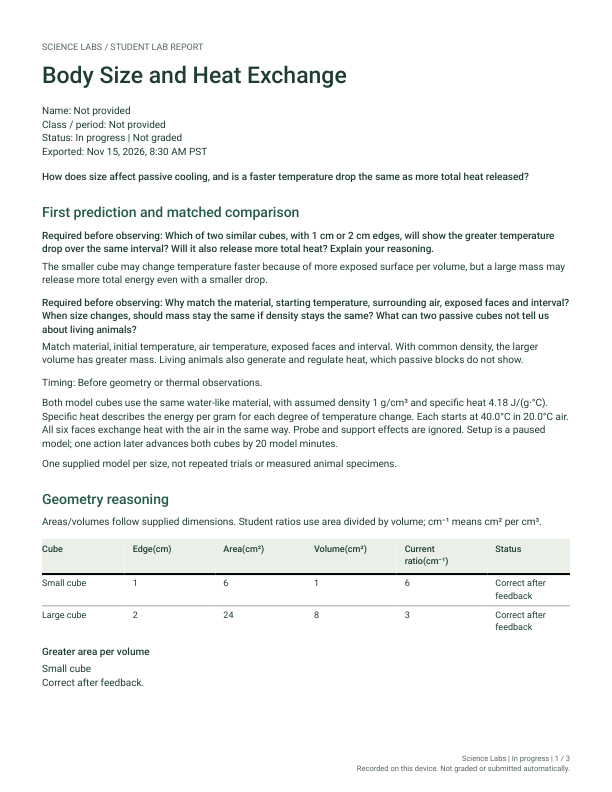 SCIENCE LABS / STUDENT LAB REPORT
Body Size and Heat Exchange
Name: Not provided
Class / period: Not provided
Status: In progress | Not graded
Exported: Nov 15, 2026, 8:30 AM PST
How does size affect passive cooling, and is a faster temperature drop the same as more total heat released?
First prediction and matched comparison
Required before observing: Which of two similar cubes, with 1 cm or 2 cm edges, will show the greater temperature
drop over the same interval? Will it also release more total heat? Explain your reasoning.
The smaller cube may change temperature faster because of more exposed surface per volume, but a large mass may
release more total energy even with a smaller drop.
Required before observing: Why match the material, starting temperature, surrounding air, exposed faces and interval?
When size changes, should mass stay the same if density stays the same? What can two passive cubes not tell us
about living animals?
Match material, initial temperature, air temperature, exposed faces and interval. With common density, the larger
volume has greater mass. Living animals also generate and regulate heat, which passive blocks do not show.
Timing: Before geometry or thermal observations.
Both model cubes use the same water-like material, with assumed density 1 g/cm³ and specific heat 4.18 J/(g·°C).
Specific heat describes the energy per gram for each degree of temperature change. Each starts at 40.0°C in 20.0°C air.
All six faces exchange heat with the air in the same way. Probe and support effects are ignored. Setup is a paused
model; one action later advances both cubes by 20 model minutes.
One supplied model per size, not repeated trials or measured animal specimens.
Geometry reasoning
Areas/volumes follow supplied dimensions. Student ratios use area divided by volume; cm⁻¹ means cm² per cm³.
Cube Edge(cm) Area(cm²) Volume(cm³) Current Status
ratio(cm⁻¹)
Small cube 1 6 1 6 Correct after
feedback
Large cube 2 24 8 3 Correct after
feedback
Greater area per volume
Small cube
Correct after feedback.
Science Labs | In progress | 1 / 3
Recorded on this device. Not graded or submitted automatically.